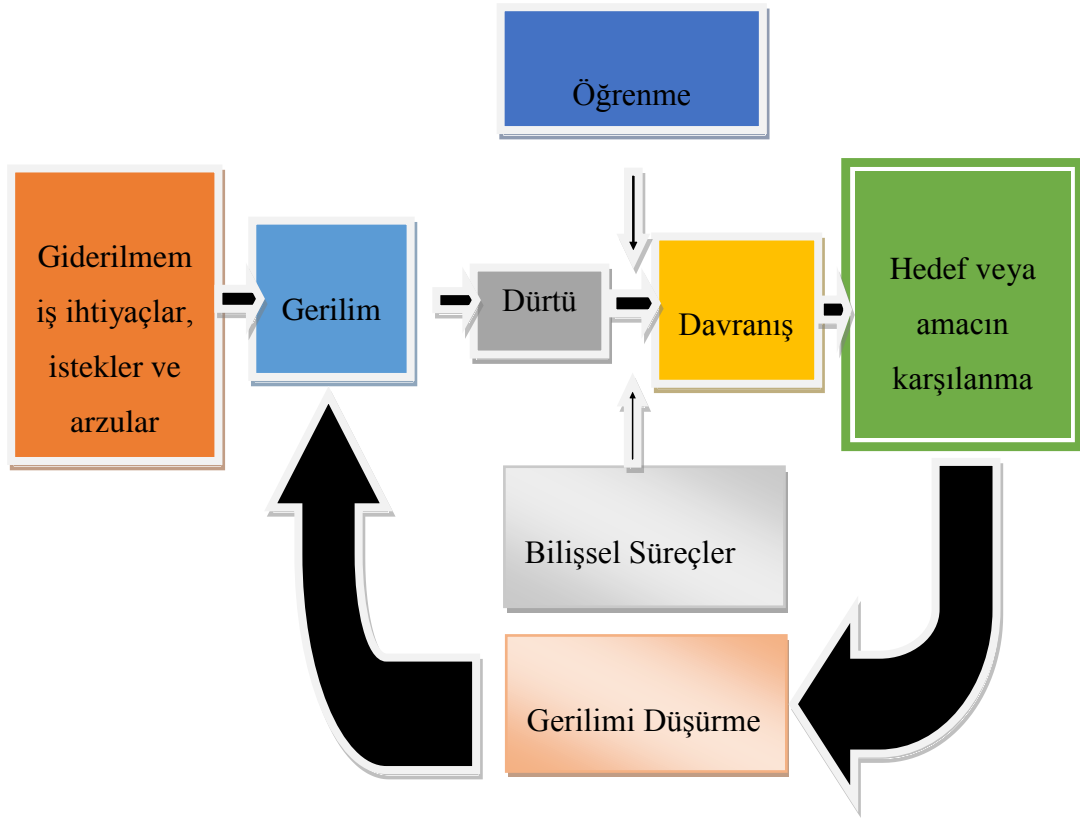 Öğrenme
Giderilmem
iş ihtiyaçlar,
istekler ve
arzular
Gerilim
Dürtü
Davranış
Hedef veya
amacın
karşılanma
Bilişsel Süreçler
Gerilimi Düşürme